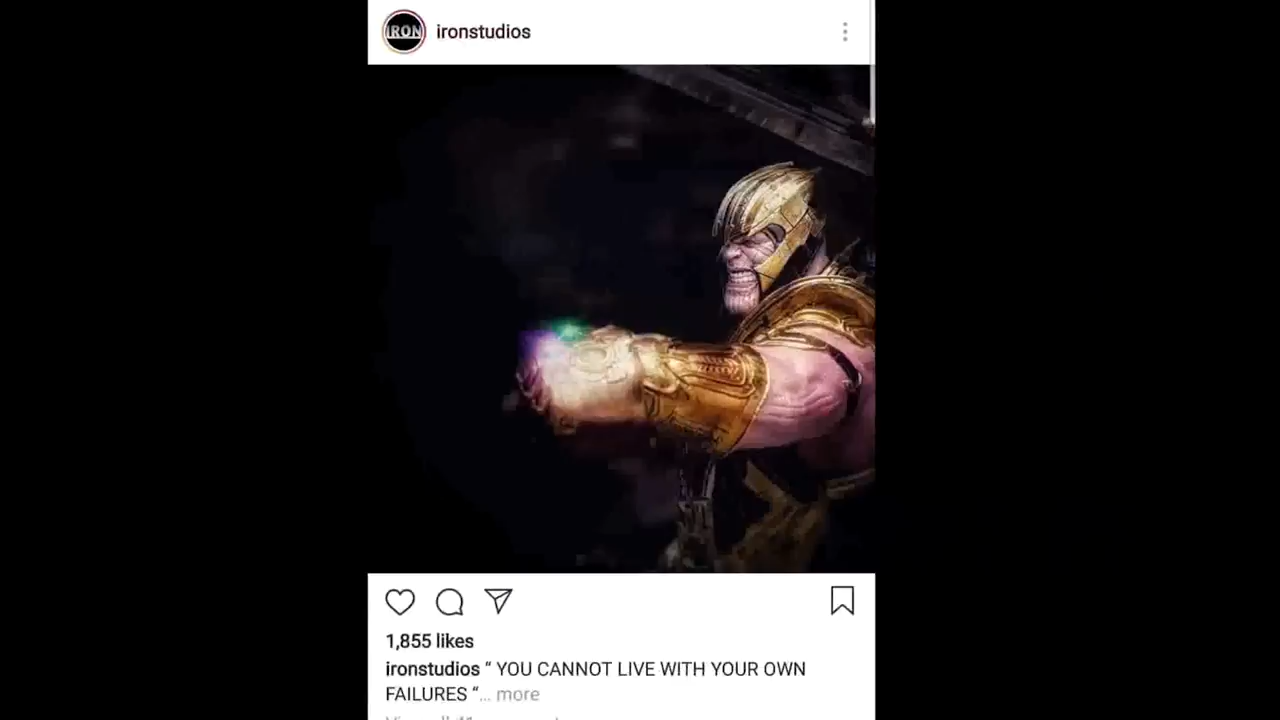 IRON
ironstudios
1,855 likes
ironstudios “ YOU CANNOT LIVE WITH YOUR OWN
FAILURES “... more